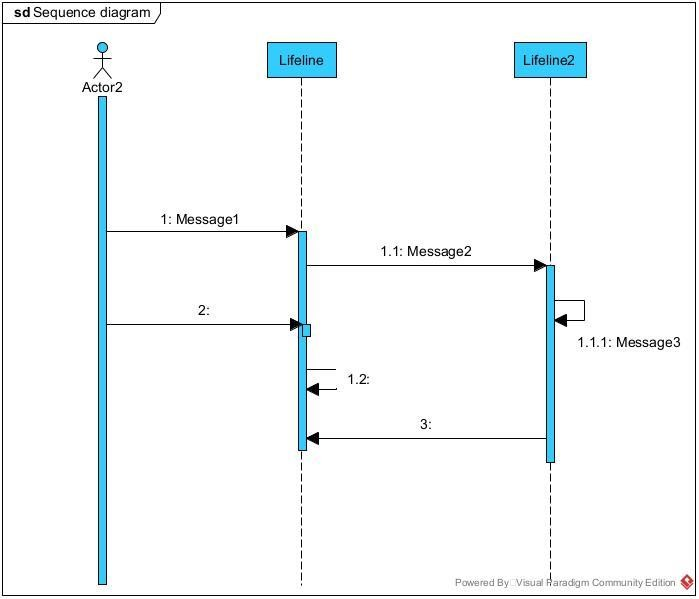 sd Sequence diagram
Lifeline
Lifeline2
Actor2
1: Message1
1.1: Message2
2:
1.1.1: Message3
1.2:
3:
Powered By Visual Paradigm Community Edition